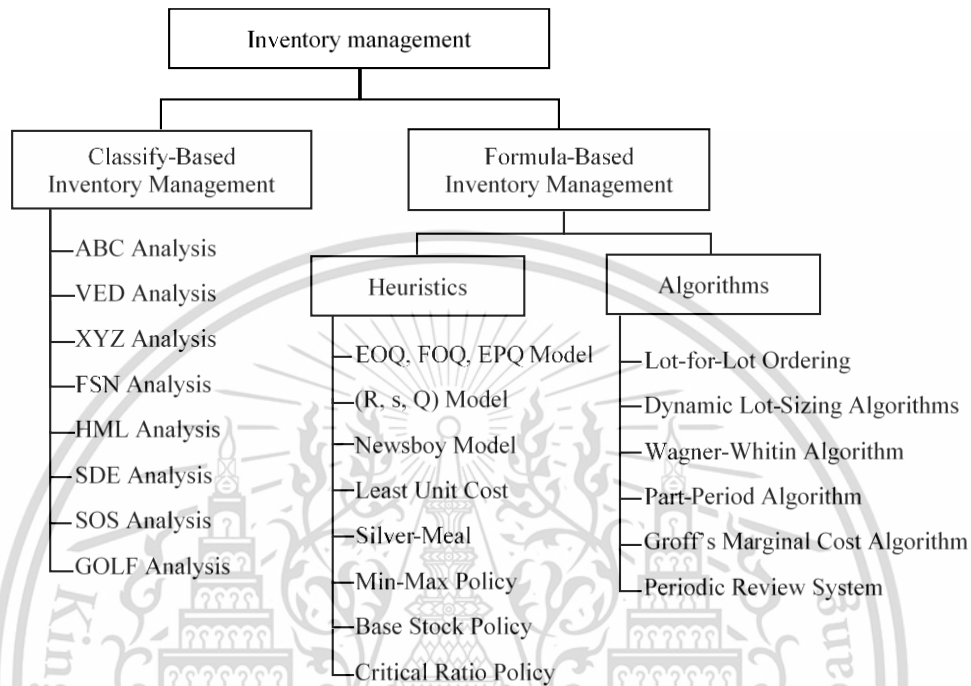 Inventory management
Classify-Based
Inventory Management
Formula-Based
Inventory Management
ABC Analysis
VED Analysis
XYZ Analysis
FSN Analysis
HML Analysis
SDE Analysis
SOS Analysis
GOLF Analysis
Heuristics
EOQ, FOQ, EPQ Model
(R, s, Q) Model
Newsboy Model
Least Unit Cost
Silver-Meal
Min-Max Policy
Base Stock Policy
Critical Ratio Policy
Algorithms
Lot-for-Lot Ordering
Dynamic Lot-Sizing Algorithms
Wagner-Whitin Algorithm
Part-Period Algorithm
Groff's Marginal Cost Algorithm
Periodic Review System